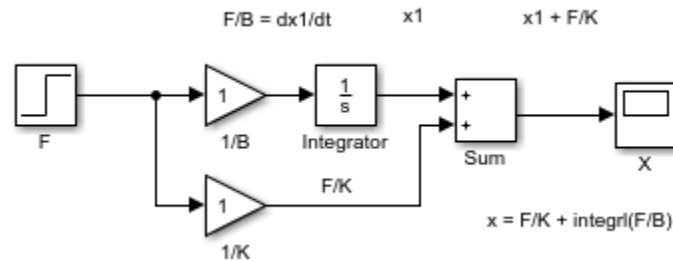 F/B = dx1/dt
x1
x1 + F/K
F
1
1/B
1
s
Integrator
+
+
Sum
X
1
1/K
F/K
x = F/K + integrl(F/B)